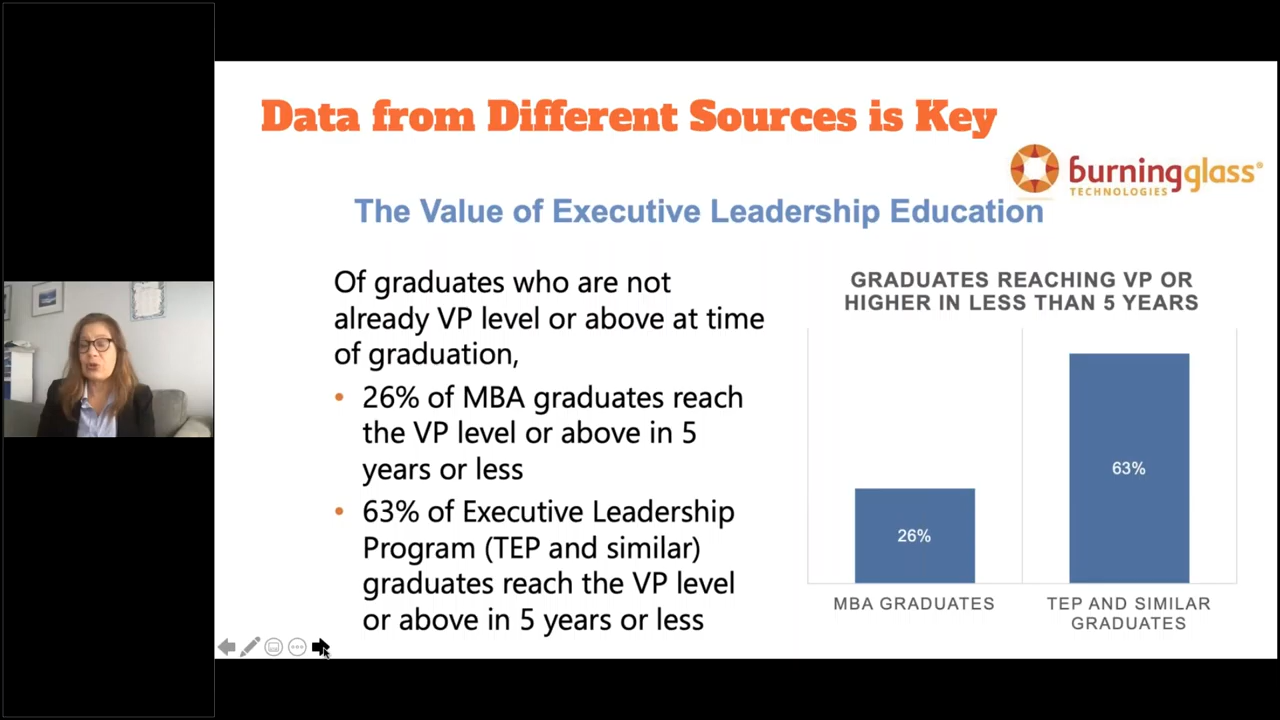 Data from Different Sources is Key
burningglass®
TECHNOLOGIES
The Value of Executive Leadership Education
Of graduates who are not
already VP level or above at time
of graduation,
• 26% of MBA graduates reach
the VP level or above in 5
years or less
• 63% of Executive Leadership
Program (TEP and similar)
graduates reach the VP level
or above in 5 years or less
GRADUATES REACHING VP OR
HIGHER IN LESS THAN 5 YEARS
26%
63%
MBA GRADUATES
TEP AND SIMILAR
GRADUATES